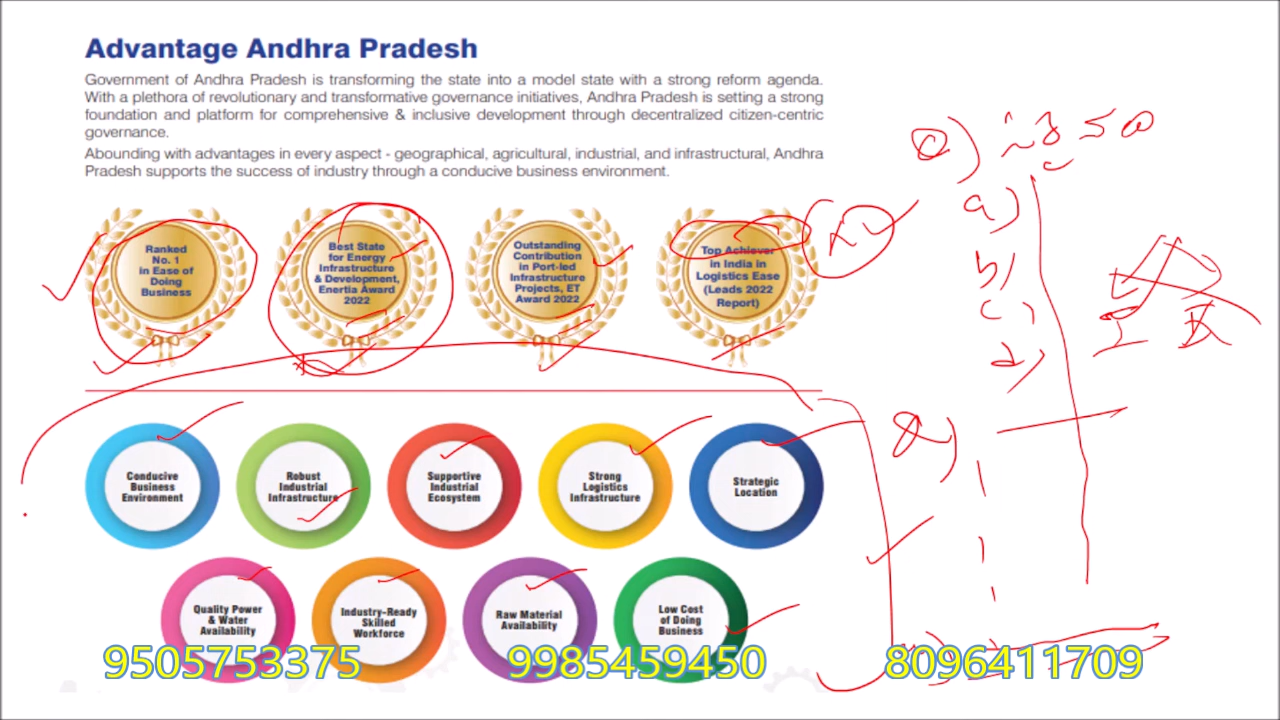 Advantage Andhra Pradesh
Government of Andhra Pradesh is transforming the state into a model state with a strong reform agenda.
With a plethora of revolutionary and transformative governance initiatives, Andhra Pradesh is setting a strong
foundation and platform for comprehensive & inclusive development through decentralized citizen-centric
governance.
Abounding with advantages in every aspect - geographical, agricultural, industrial, and infrastructural, Andhra
Pradesh supports the success of industry through a conducive business environment.
Ranked
No. 1
in Ease of
Doing
Business
Best State
for Energy
Infrastructure
& Development,
Enertia Award
2022
Outstanding
Contribution
in Port-led
Infrastructure
Projects, ET
Award 2022
Top Achiever
in India in
Logistics Ease
(Leads 2022
Report)
a)
b)
c)
d)
Conducive
Business
Environment
Robust
Industrial
Infrastructure
Supportive
Industrial
Ecosystem
Strong
Logistics
Infrastructure
Strategic
Location
Quality Power
& Water
Availability
Industry-Ready
Skilled
Workforce
Raw Material
Availability
Low Cost
of Doing
Business
9505753375 9985459450 8096411709